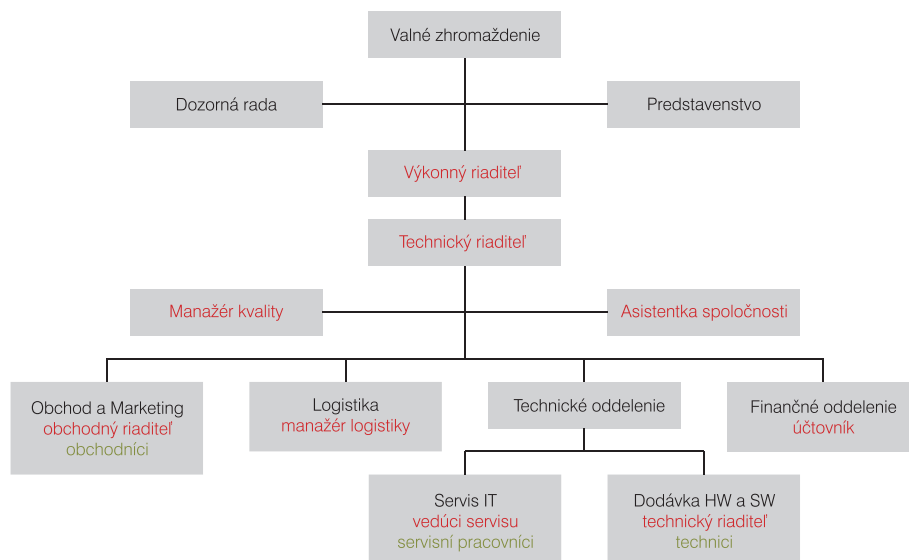 Valné zhromaždenie
Dozorná rada
Predstavenstvo
Výkonný riaditeľ
Technický riaditeľ
Manažér kvality
Asistentka spoločnosti
Obchod a Marketing
obchodný riaditeľ
obchodníci
Logistika
manažér logistiky
Technické oddelenie
Finančné oddelenie
účtovník
Servis IT
vedúci servisu
servisní pracovníci
Dodávka HW a SW
technický riaditeľ
technici